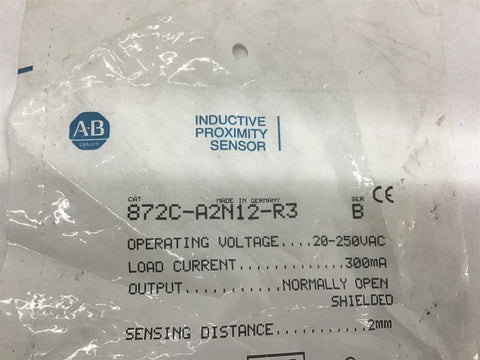 A-B
QUALITY
INDUCTIVE
PROXIMITY
SENSOR
CAT MADE IN GERMANY SER CE
872C-A2N12-R3 B
OPERATING VOLTAGE....20-250VAC
LOAD CURRENT.............300mA
OUTPUT...........NORMALLY OPEN
SHIELDED
SENSING DISTANCE...........2mm